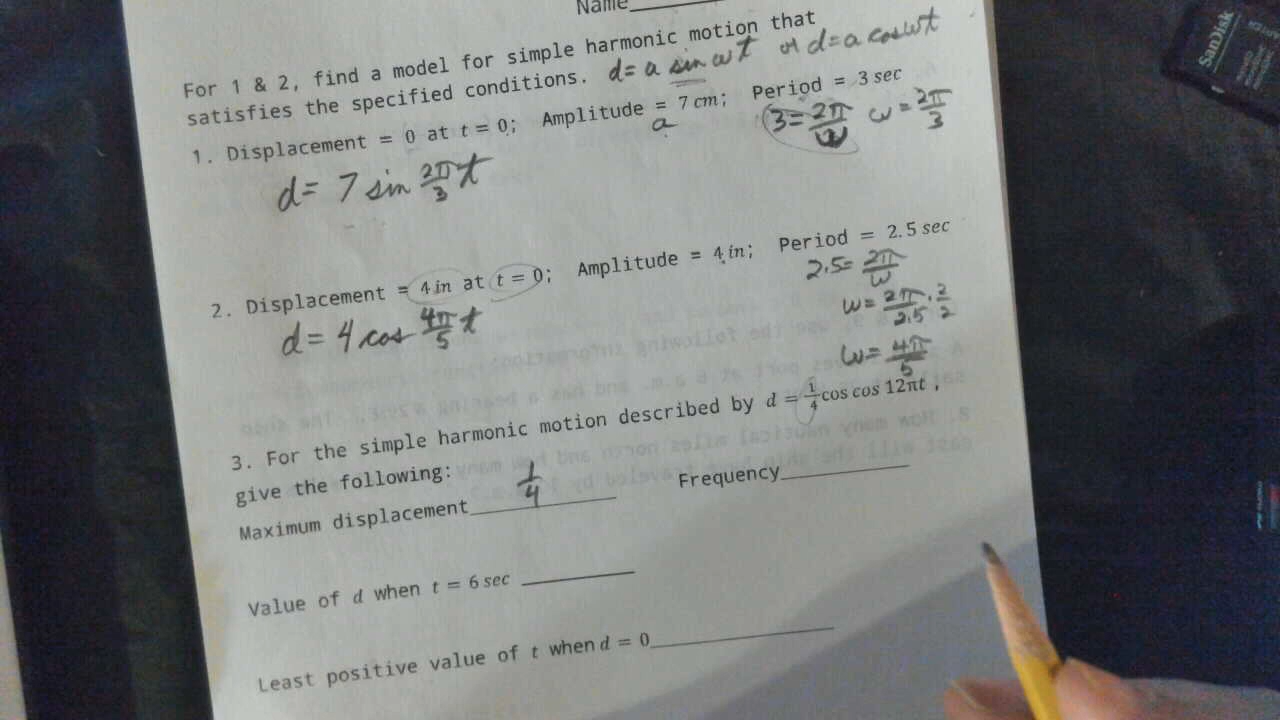 Name
For 1 & 2, find a model for simple harmonic motion that
satisfies the specified conditions. d= a sin ωt or d=a cosωt
1. Displacement = 0 at t = 0; Amplitude = 7 cm; Period = 3 sec
a 3=2π/ω ω=2π/3
d= 7 sin 2π/3 t
2. Displacement = 4 in at t = 0; Amplitude = 4 in; Period = 2.5 sec
2.5=2π/ω
d= 4 cos 4π/5 t ω=2π/2.5·2/2
ω=4π/5
3. For the simple harmonic motion described by d = 1/4 cos cos 12πt ,
give the following:
Maximum displacement 1/4 Frequency
Value of d when t = 6 sec
Least positive value of t when d = 0
SanDisk